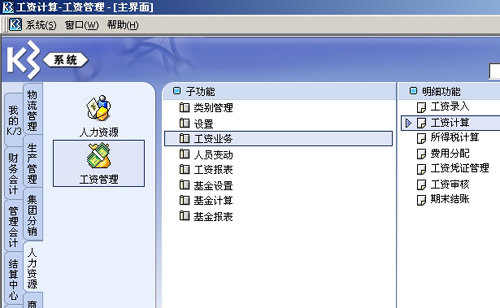 工资计算-工资管理 - [主界面]
系统(S) 窗口(W) 帮助(H)
K3 系统
我的K/3
财务会计
管理会计
结算中心
物流管理
生产管理
集团分销
人力资源
商
人力资源
工资管理
子功能
类别管理
设置
工资业务
人员变动
工资报表
基金设置
基金计算
基金报表
明细功能
工资录入
工资计算
所得税计算
费用分配
工资凭证管理
工资审核
期末结账